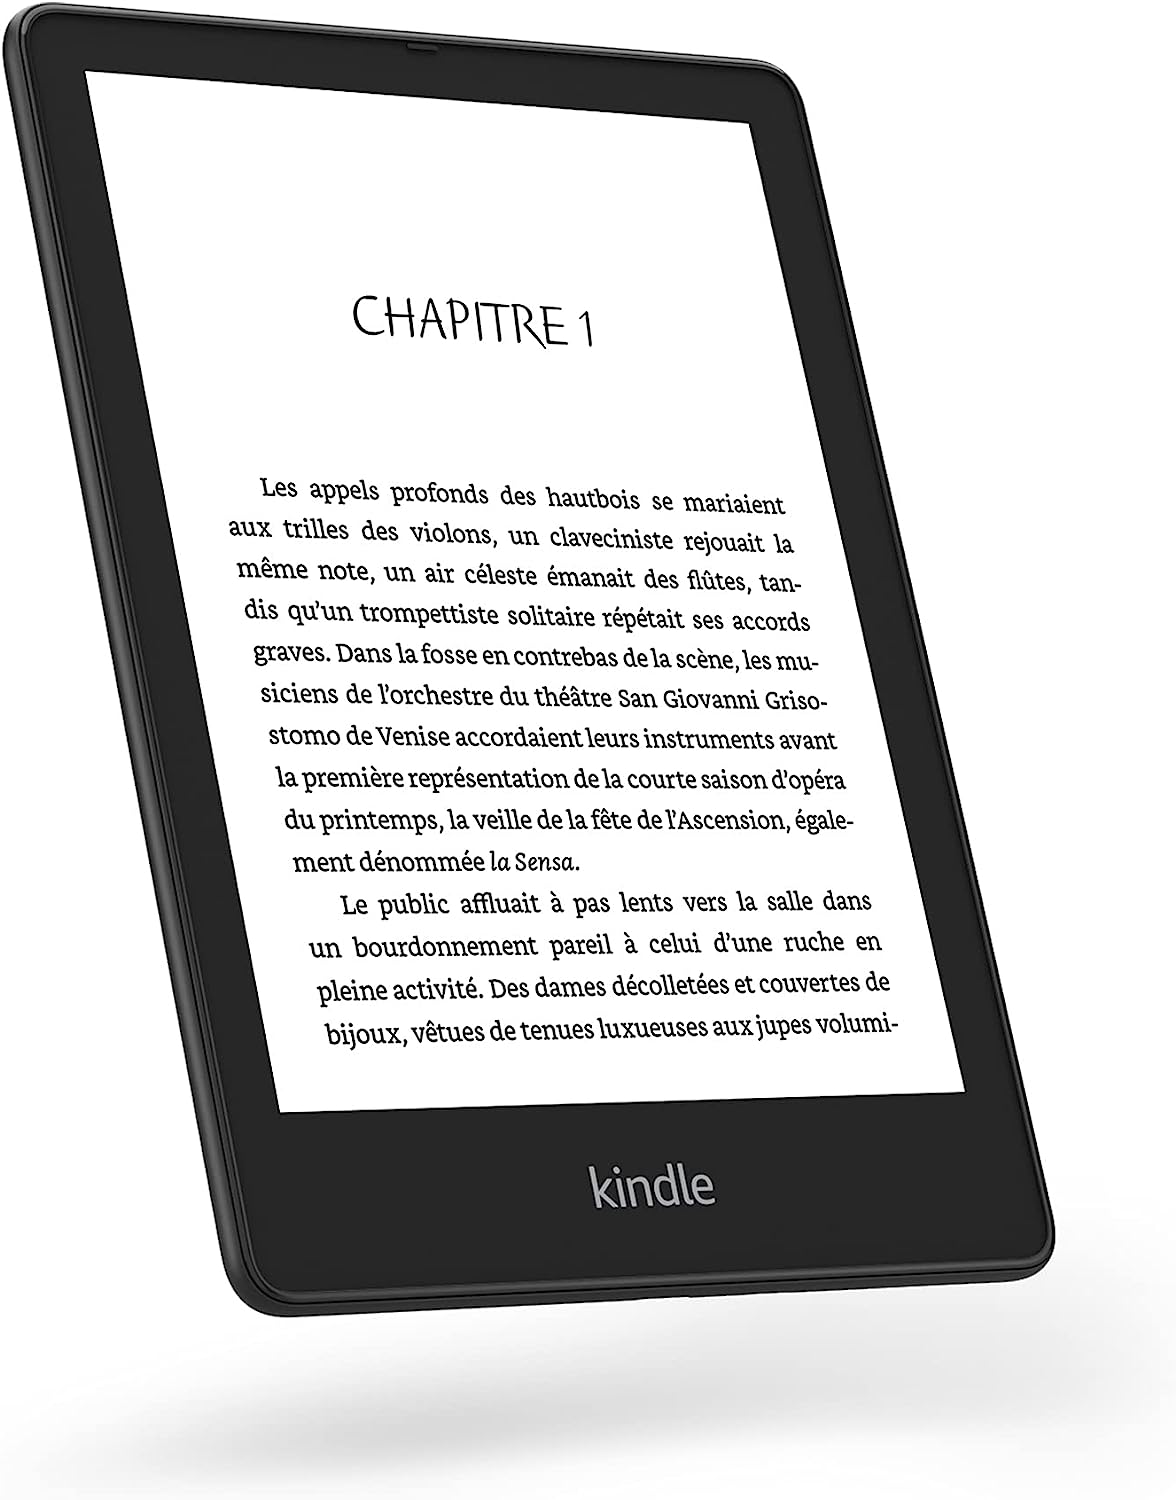 CHAPITRE 1
Les appels profonds des hautbois se mariaient
aux trilles des violons, un claveciniste rejouait la
même note, un air céleste émanait des flûtes, tan-
dis qu'un trompettiste solitaire répétait ses accords
graves. Dans la fosse en contrebas de la scène, les mu-
siciens de l'orchestre du théâtre San Giovanni Griso-
stomo de Venise accordaient leurs instruments avant
la première représentation de la courte saison d'opéra
du printemps, la veille de la fête de l'Ascension, égale-
ment dénommée la Sensa.
Le public affluait à pas lents vers la salle dans
un bourdonnement pareil à celui d'une ruche en
pleine activité. Des dames décolletées et couvertes de
bijoux, vêtues de tenues luxueuses aux jupes volumi-
kindle